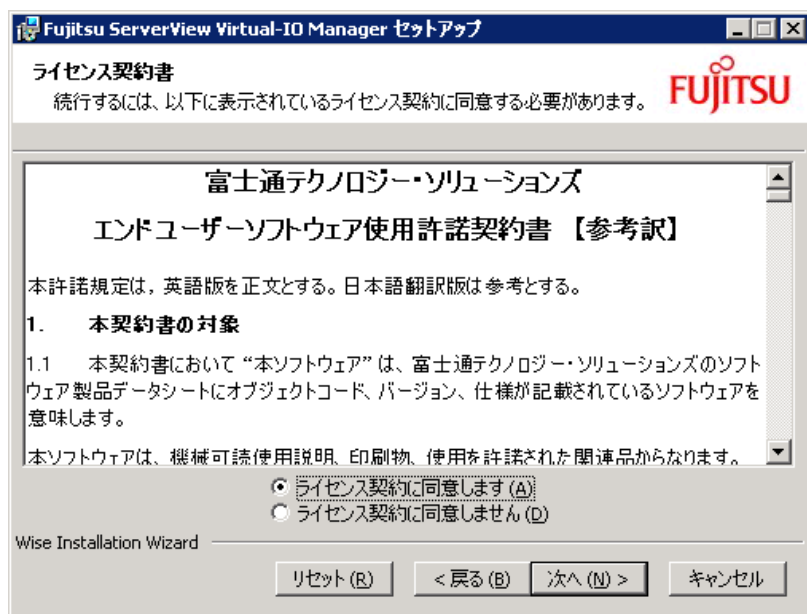 Fujitsu ServerView Virtual-IO Manager セットアップ
ライセンス契約書
続行するには、以下に表示されているライセンス契約に同意する必要があります。
FUJITSU
富士通テクノロジー・ソリューションズ
エンドユーザーソフトウェア使用許諾契約書 【参考訳】
本許諾規定は，英語版を正文とする。日本語翻訳版は参考とする。
1. 本契約書の対象
1.1 本契約書において “本ソフトウェア” は、富士通テクノロジー・ソリューションズのソフト
ウェア製品データシートにオブジェクトコード、バージョン、仕様が記載されているソフトウェアを
意味します。
本ソフトウェアは、機械可読使用説明、印刷物、使用を許諾された関連品からなります。
ライセンス契約に同意します (A)
ライセンス契約に同意しません (D)
Wise Installation Wizard
リセット (R) < 戻る (B) 次へ (N) > キャンセル